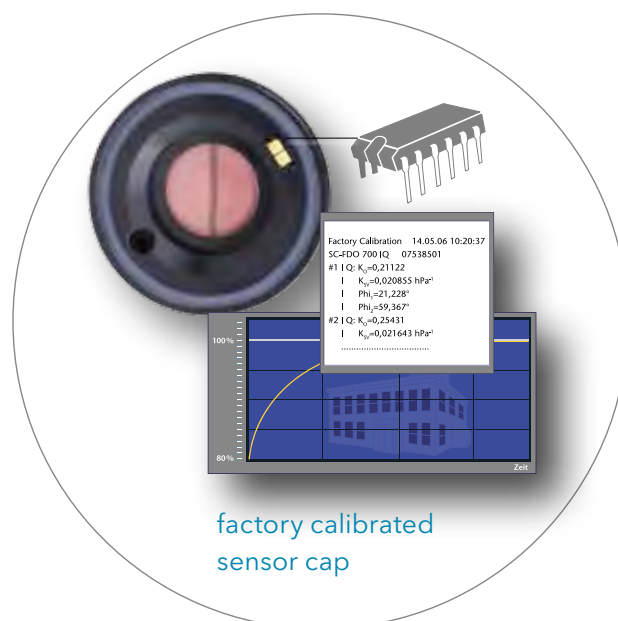 Factory Calibration 14.05.06 10:20:37
SC-FDO 700 IQ 07538501
#1 I Q: K₀=0,21122
I Kₛᵥ=0,020855 hPa⁻¹
I Phi₁=21,228°
I Phi₂=59,367°
#2 I Q: K₀=0,25431
I Kₛᵥ=0,021643 hPa⁻¹
..................................
100%
80%
Zeit
factory calibrated
sensor cap